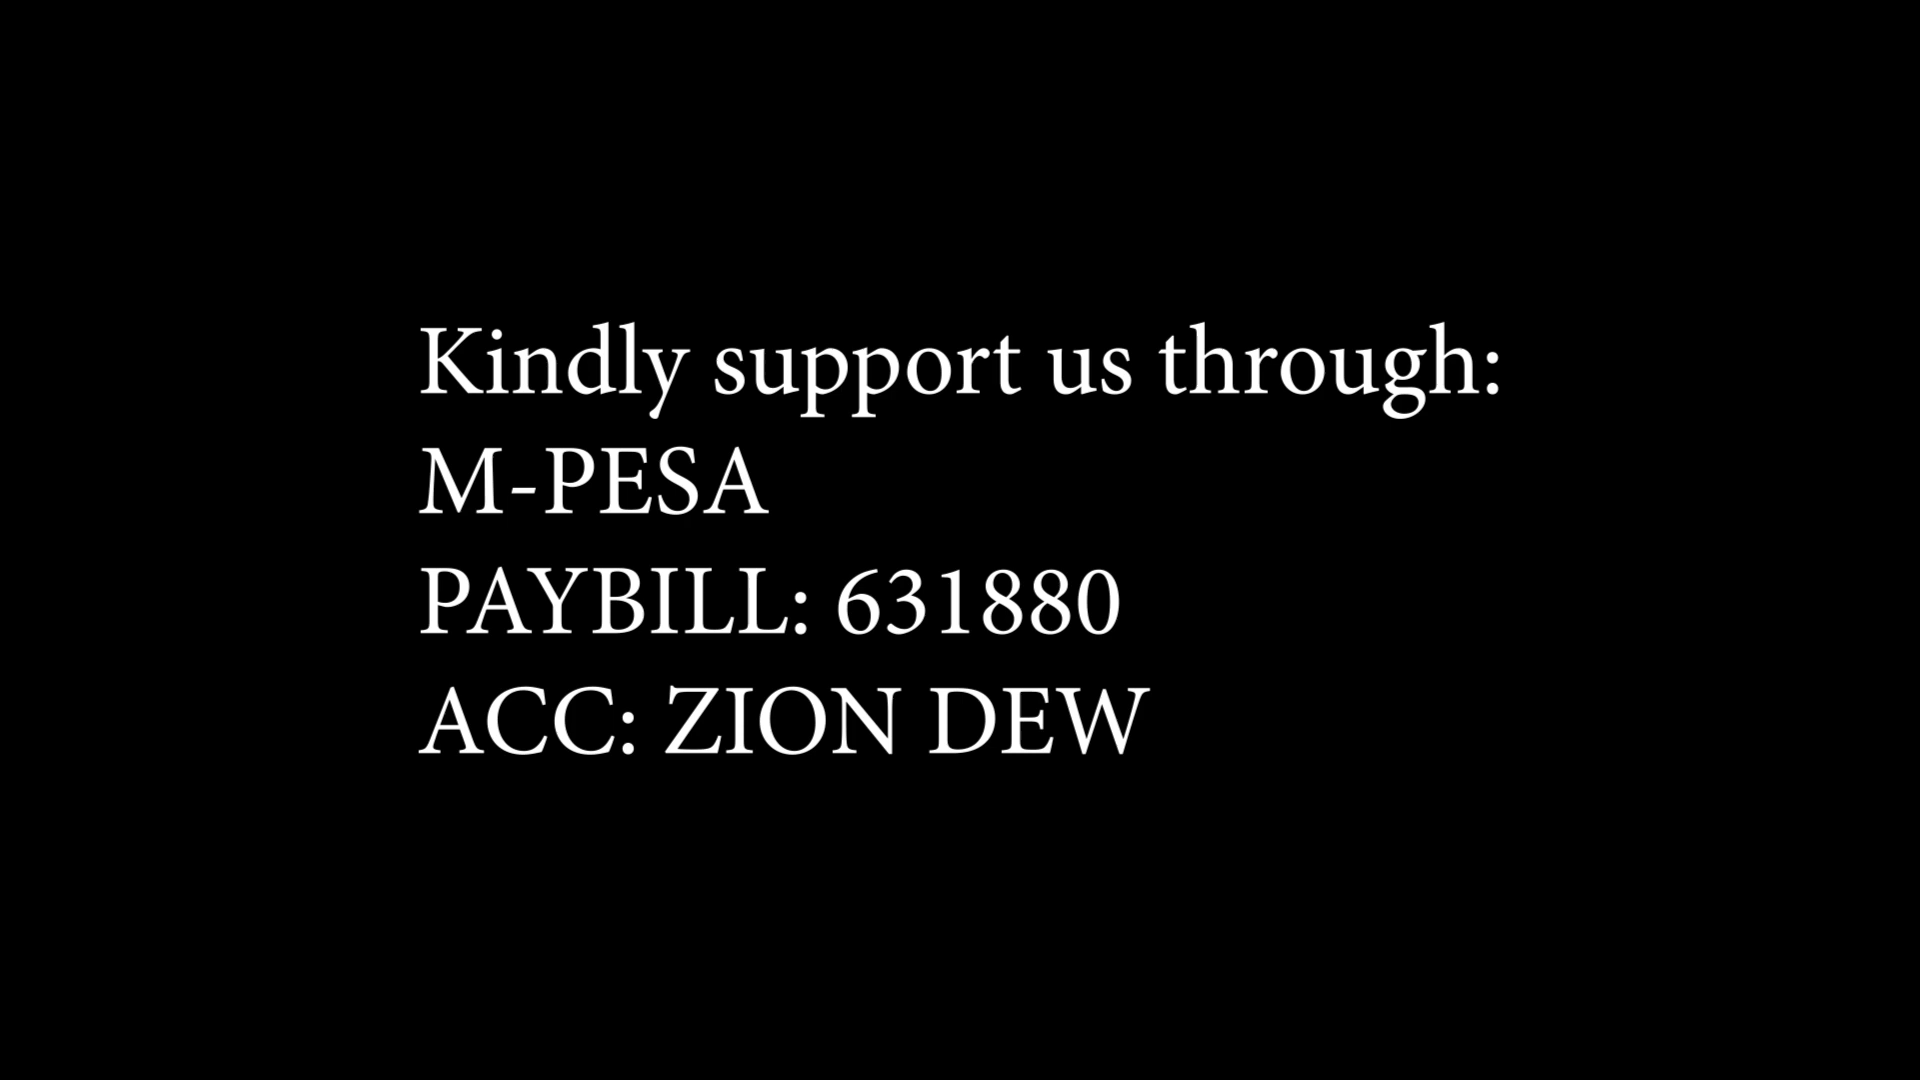 Kindly support us through:
M-PESA
PAYBILL: 631880
ACC: ZION DEW